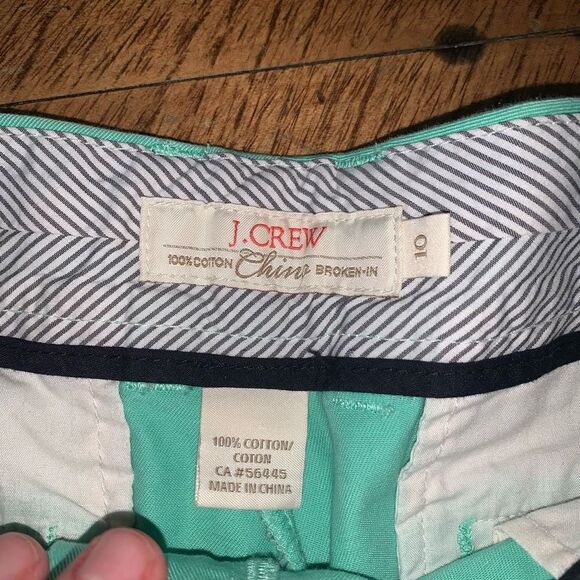 J.CREW
100% COTTON Chino BROKEN-IN
10
100% COTTON/
COTON
CA #56445
MADE IN CHINA